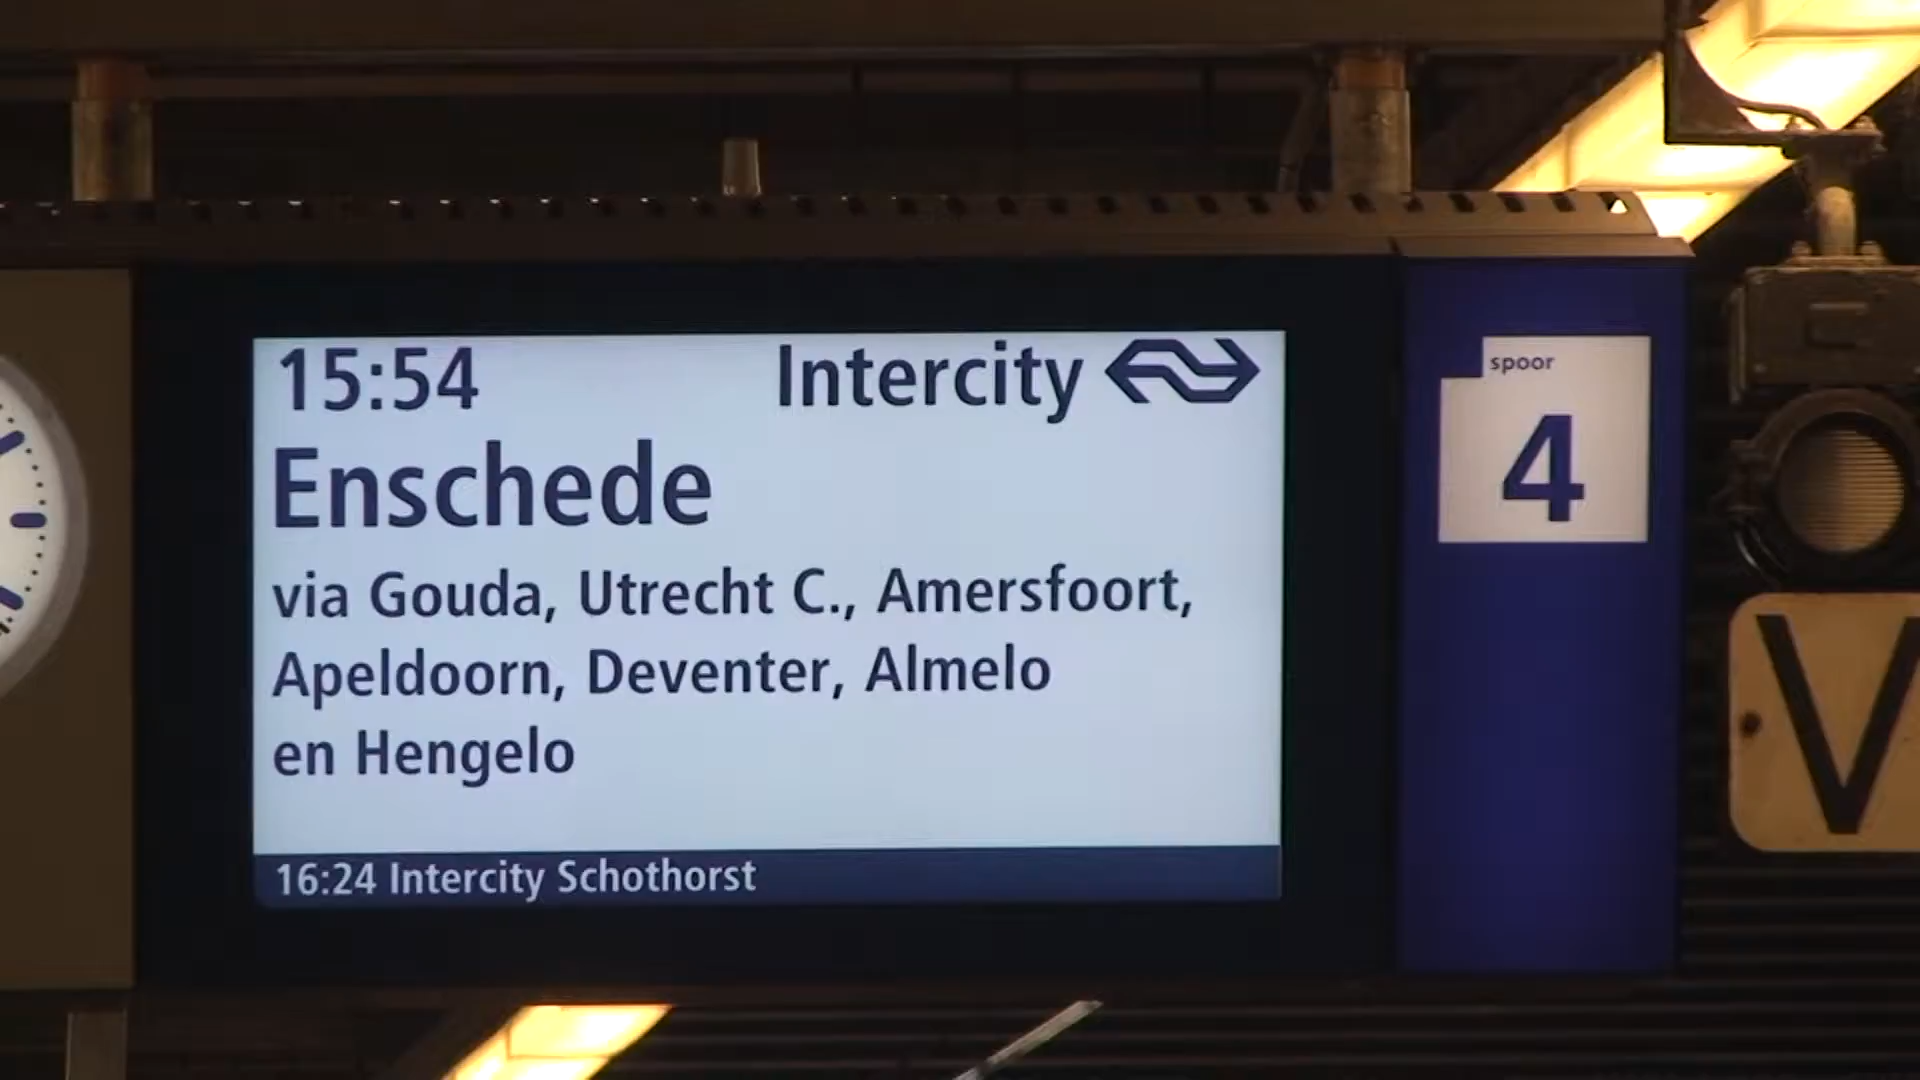 15:54 Intercity
Enschede
via Gouda, Utrecht C., Amersfoort,
Apeldoorn, Deventer, Almelo
en Hengelo
16:24 Intercity Schothorst
spoor
4
V